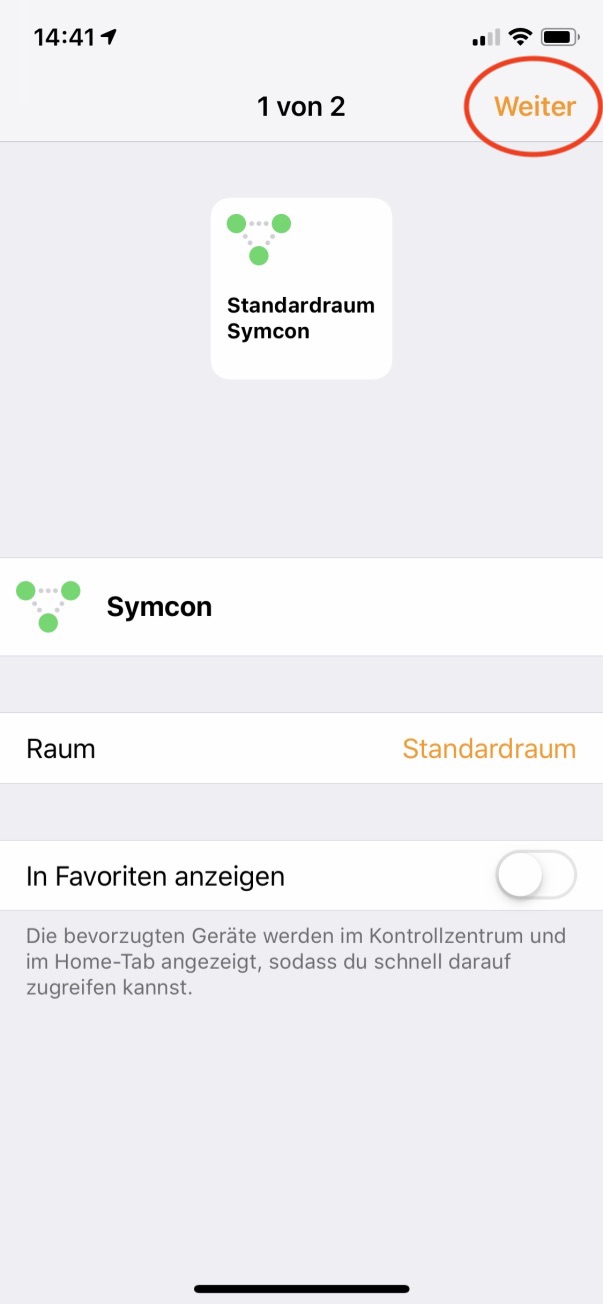 14:41
1 von 2
Weiter
Standardraum
Symcon
Symcon
Raum
Standardraum
In Favoriten anzeigen
Die bevorzugten Geräte werden im Kontrollzentrum und
im Home-Tab angezeigt, sodass du schnell darauf
zugreifen kannst.